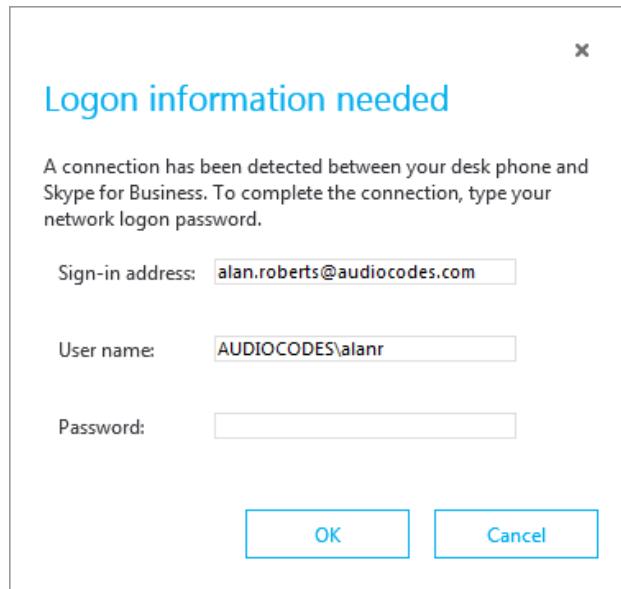 Logon information needed
A connection has been detected between your desk phone and
Skype for Business. To complete the connection, type your
network logon password.
Sign-in address: alan.roberts@audiocodes.com
User name: AUDIOCODES\alanr
Password:
OK Cancel